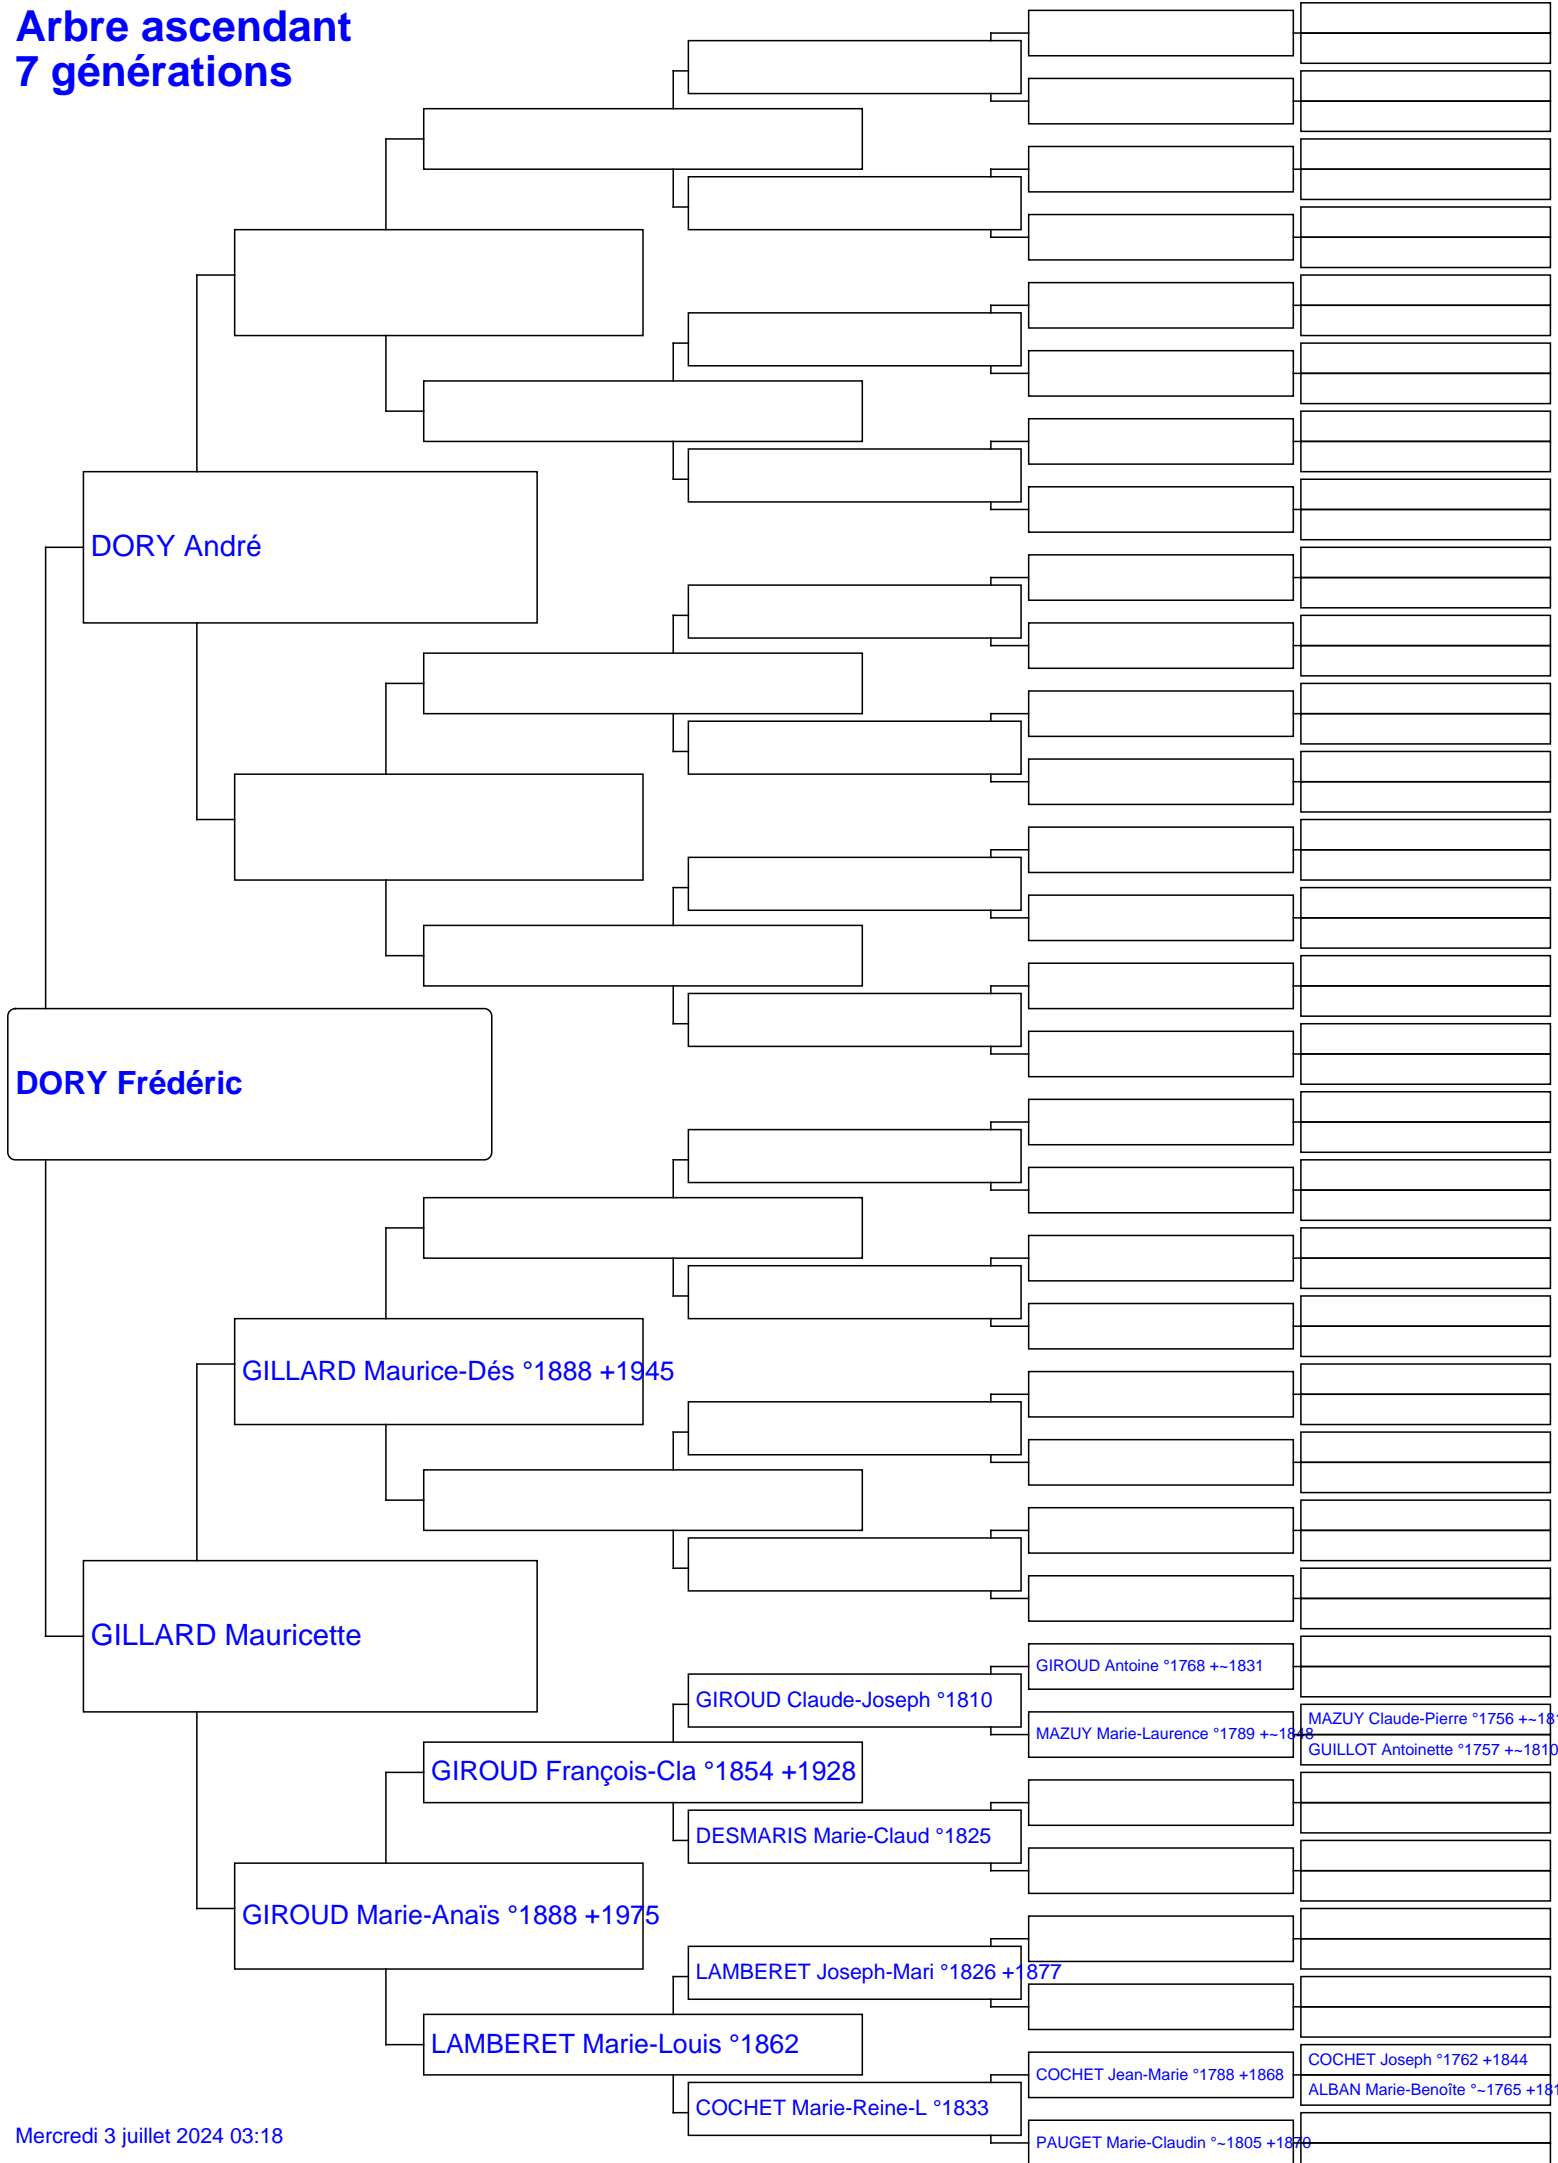 Arbre ascendant
7 générations
DORY André
DORY Frédéric
GILLARD Maurice-Dés °1888 +1945
GILLARD Mauricette
GIROUD Antoine °1768 +~1831
GIROUD Claude-Joseph °1810
MAZUY Claude-Pierre °1756 +~181
MAZUY Marie-Laurence °1789 +~1848
GUILLOT Antoinette °1757 +~1810
GIROUD François-Cla °1854 +1928
DESMARIS Marie-Claud °1825
GIROUD Marie-Anaïs °1888 +1975
LAMBERET Joseph-Mari °1826 +1877
LAMBERET Marie-Louis °1862
COCHET Joseph °1762 +1844
COCHET Jean-Marie °1788 +1868
ALBAN Marie-Benoîte °~1765 +181
COCHET Marie-Reine-L °1833
PAUGET Marie-Claudin °~1805 +1870
Mercredi 3 juillet 2024 03:18